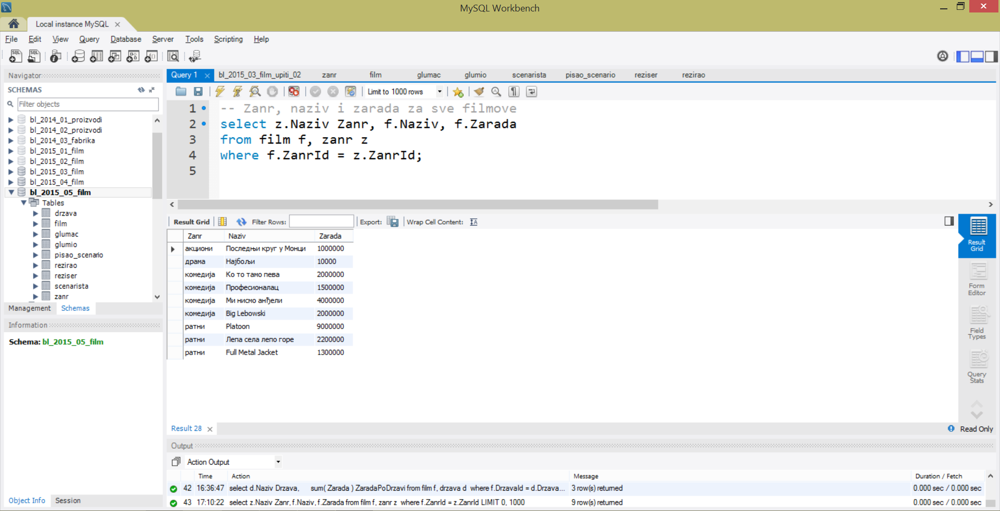 MySQL Workbench
Local instance MySQL
File Edit View Query Database Server Tools Scripting Help
Navigator
SCHEMAS
Filter objects
bl_2014_01_proizvodi
bl_2014_02_proizvodi
bl_2014_03_fabrika
bl_2015_01_film
bl_2015_02_film
bl_2015_03_film
bl_2015_04_film
bl_2015_05_film
Tables
drzava
film
glumac
glumio
pisao_scenario
rezirao
reziser
scenarista
zanr
Management Schemas
Information
Schema: bl_2015_05_film
Object Info Session
Query 1 bl_2015_03_film_upiti_02 zanr film glumac glumio scenarista pisao_scenario reziser rezirao
Limit to 1000 rows
1 -- Zanr, naziv i zarada za sve filmove
2 select z.Naziv Zanr, f.Naziv, f.Zarada
3 from film f, zanr z
4 where f.ZanrId = z.ZanrId;
5
Result Grid Filter Rows: Export: Wrap Cell Content:
Zanr Naziv Zarada
акциони Последњи круг у Монци 1000000
драма Најбољи 10000
комедија Ко то тамо пева 2000000
комедија Професионалац 1500000
комедија Ми нисмо анђели 4000000
комедија Big Lebowski 2000000
ратни Platoon 9000000
ратни Лепа села лепо горе 2200000
ратни Full Metal Jacket 1300000
Result
Grid
Form
Editor
Field
Types
Query
Stats
Result 28
Read Only
Output
Action Output
Time Action Message Duration / Fetch
42 16:36:47 select d.Naziv Drzava, sum( Zarada ) ZaradaPoDrzavi from film f, drzava d where f.DrzavaId = d.Drzava... 3 row(s) returned 0.000 sec / 0.000 sec
43 17:10:22 select z.Naziv Zanr, f.Naziv, f.Zarada from film f, zanr z where f.ZanrId = z.ZanrId LIMIT 0, 1000 9 row(s) returned 0.000 sec / 0.000 sec